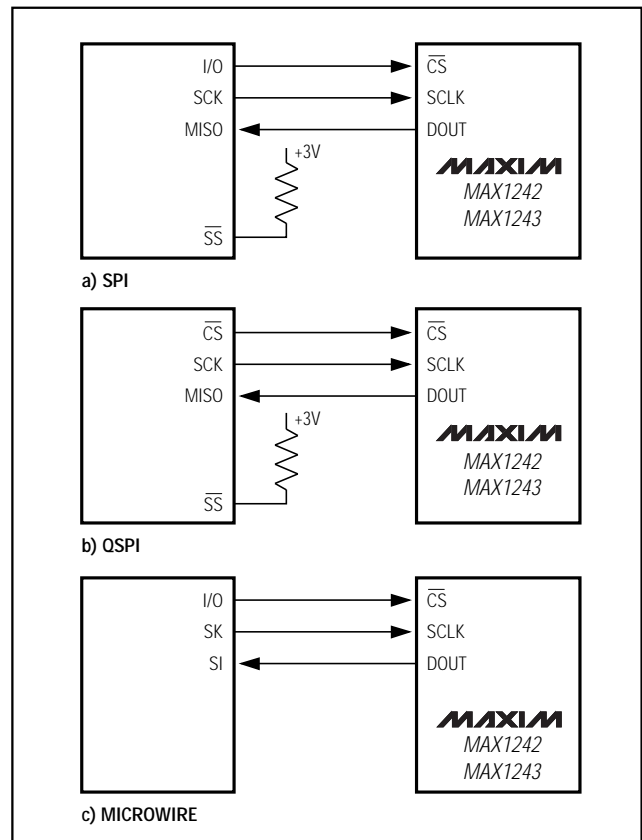 I/O CS
SCK SCLK
MISO DOUT
+3V
MAXIM
MAX1242
MAX1243
SS
a) SPI
CS CS
SCK SCLK
MISO DOUT
+3V
MAXIM
MAX1242
MAX1243
SS
b) QSPI
I/O CS
SK SCLK
SI DOUT
MAXIM
MAX1242
MAX1243
c) MICROWIRE